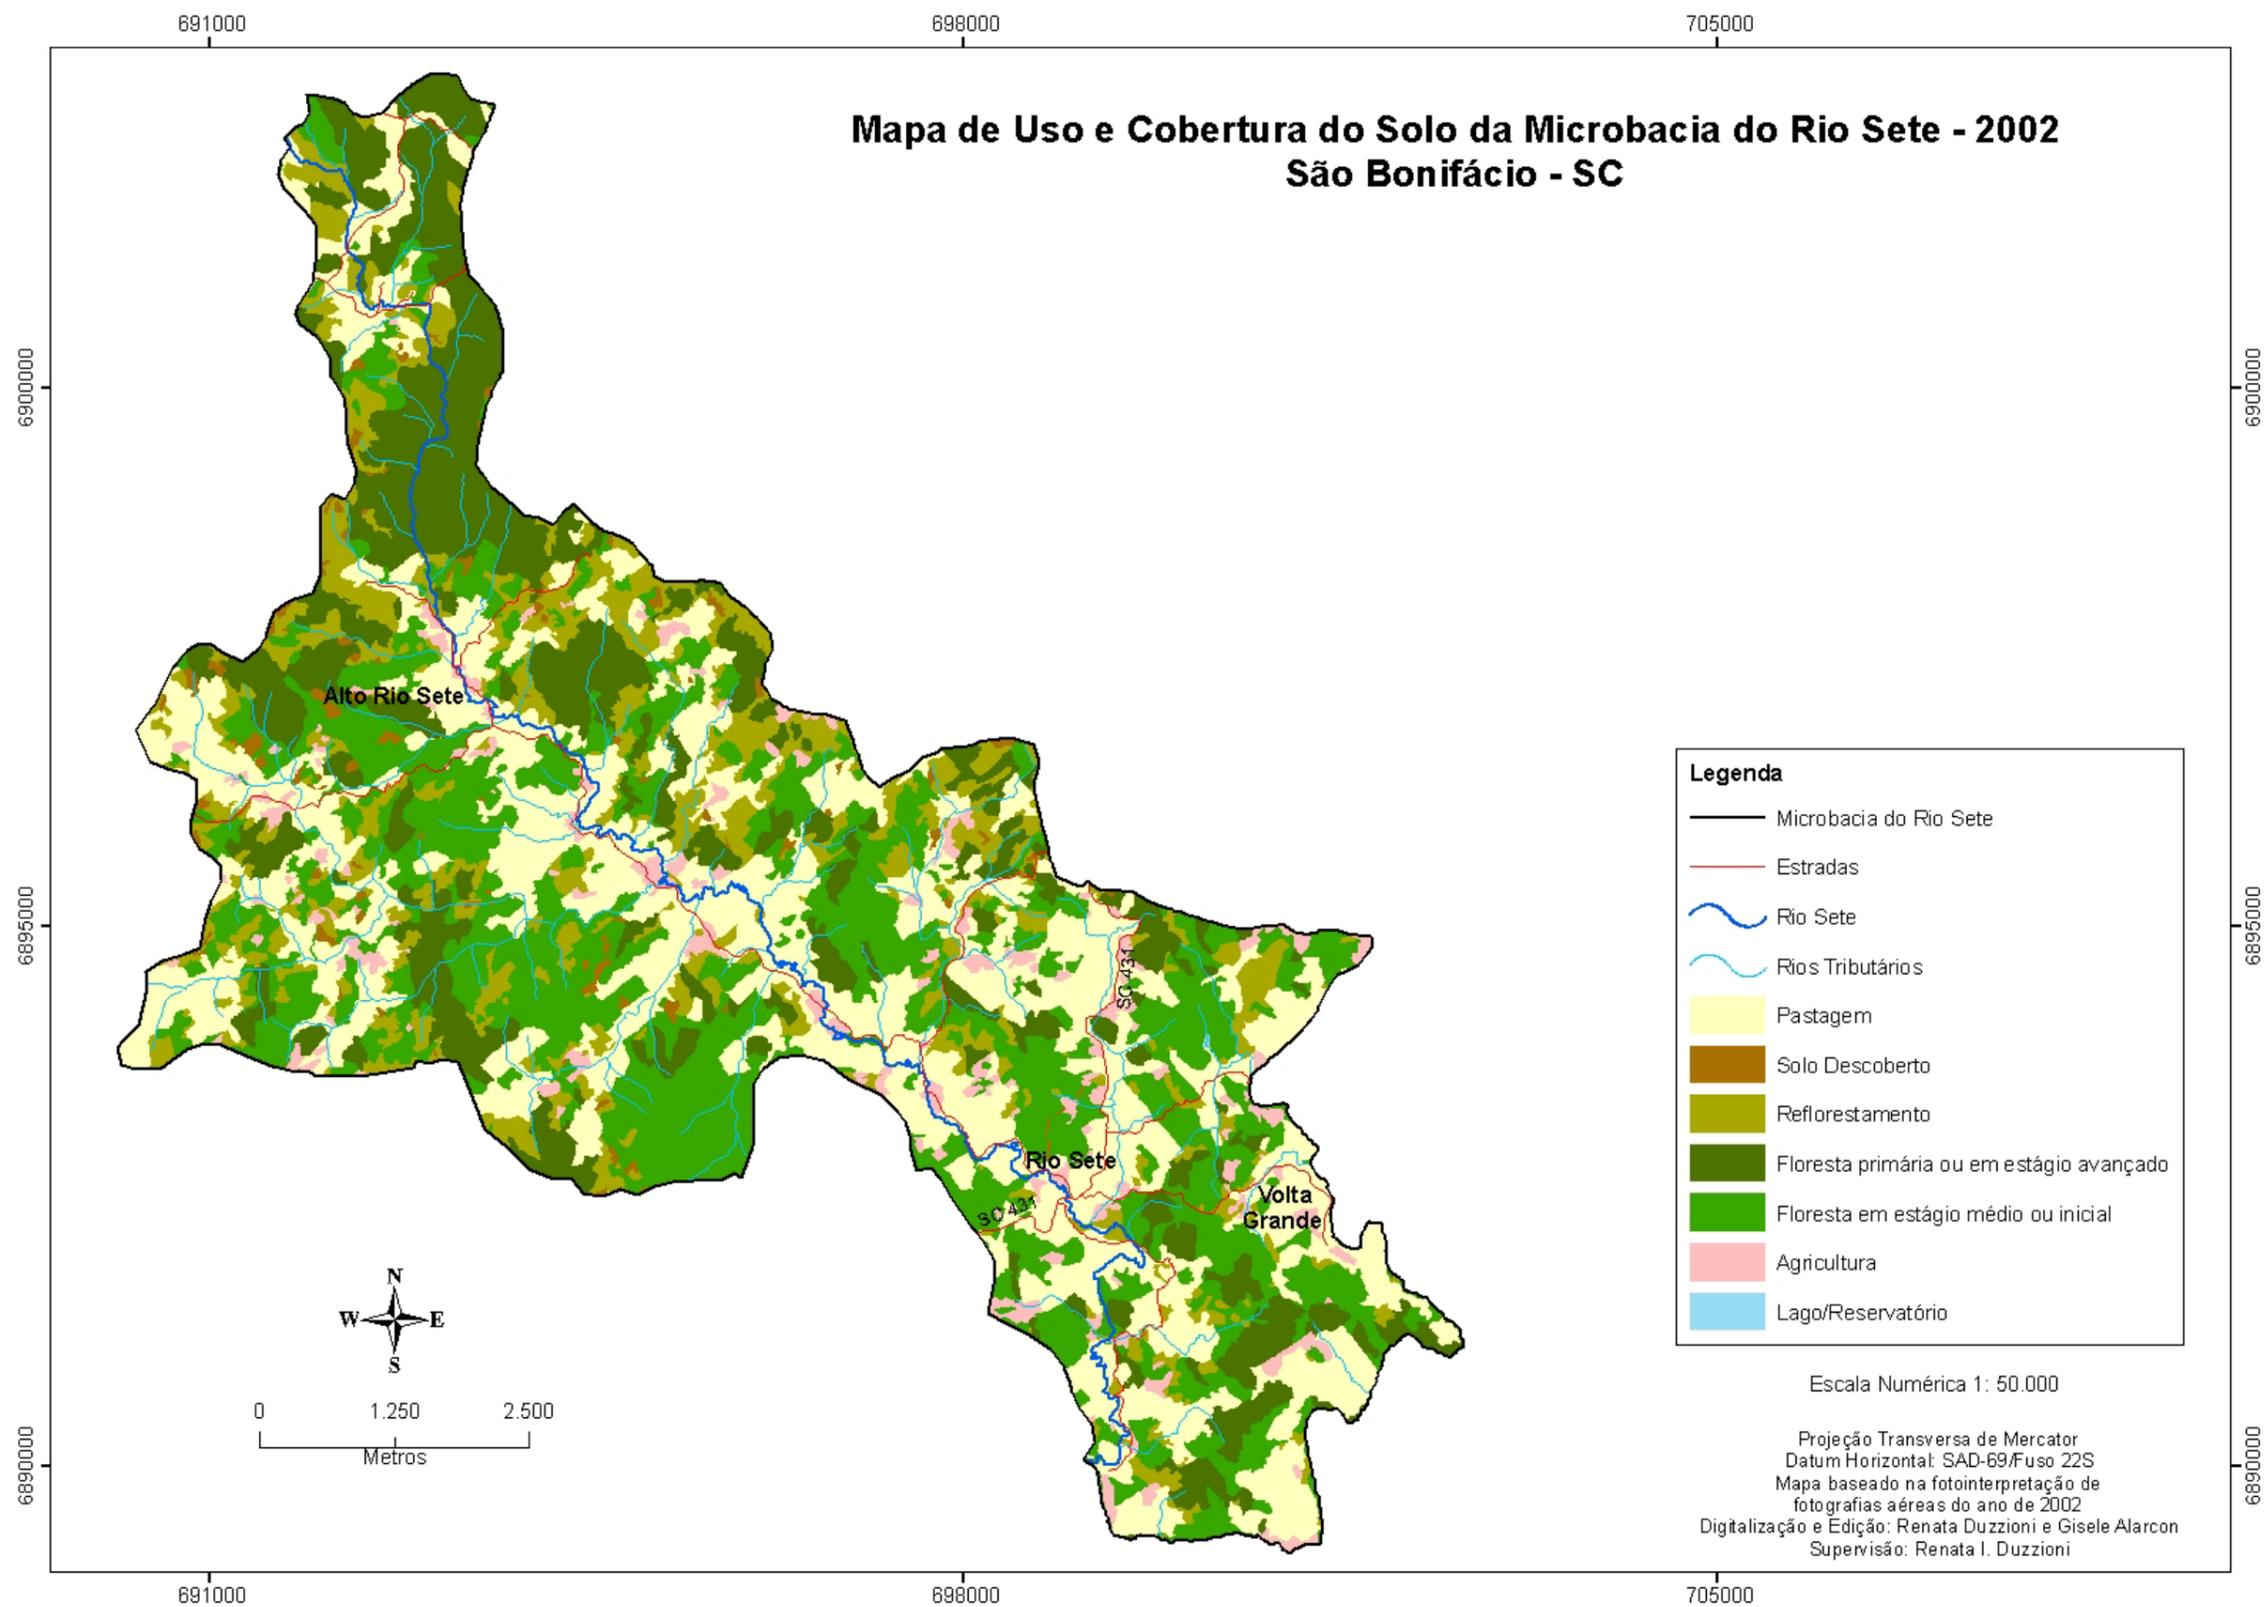 691000
698000
705000
Mapa de Uso e Cobertura do Solo da Microbacia do Rio Sete - 2002
São Bonifácio - SC
6900000
6900000
Alto Rio Sete
Legenda
Microbacia do Rio Sete
Estradas
Rio Sete
Rios Tributários
Pastagem
Solo Descoberto
Reflorestamento
Floresta primária ou em estágio avançado
Floresta em estágio médio ou inicial
Agricultura
Lago/Reservatório
6895000
6895000
SC 431
Rio Sete
Volta
Grande
SC 431
N
W
E
S
0
1.250
2.500
Metros
Escala Numérica 1: 50.000
Projeção Transversa de Mercator
Datum Horizontal: SAD-69/Fuso 22S
Mapa baseado na fotointerpretação de
fotografias aéreas do ano de 2002
Digitalização e Edição: Renata Duzzioni e Gisele Alarcon
Supervisão: Renata I. Duzzioni
6890000
6890000
691000
698000
705000